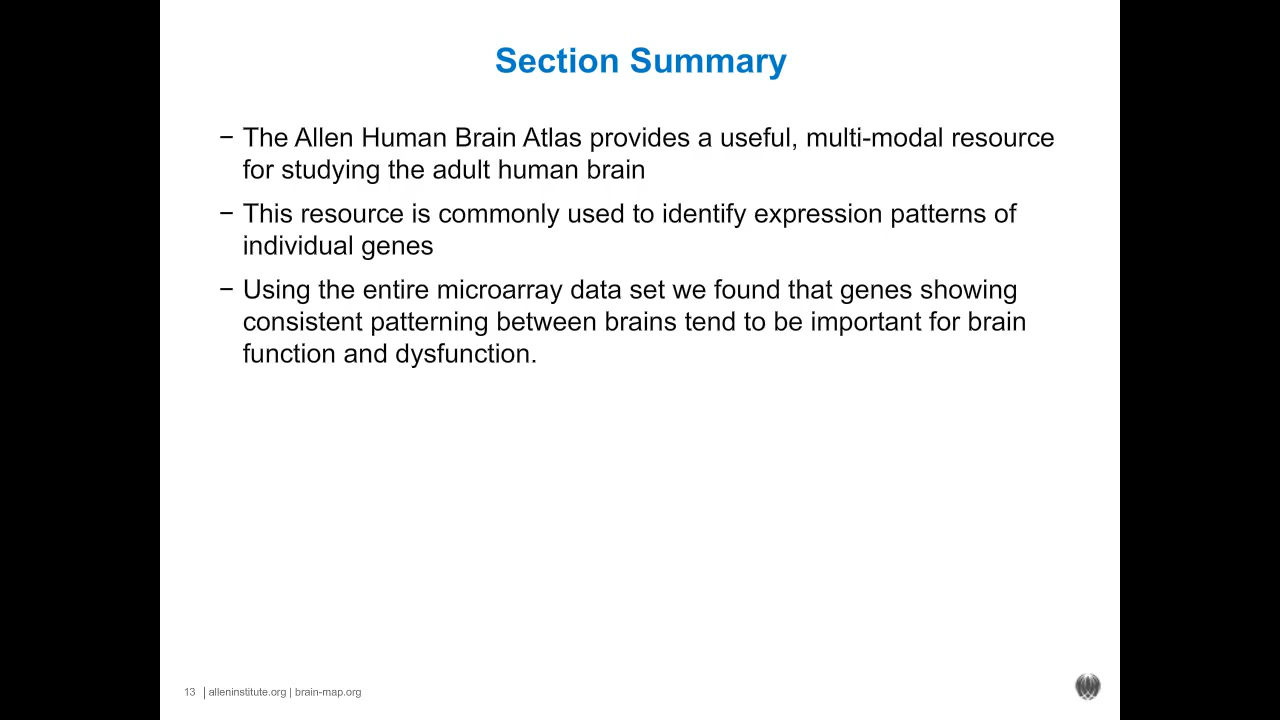 Section Summary
− The Allen Human Brain Atlas provides a useful, multi-modal resource
for studying the adult human brain
− This resource is commonly used to identify expression patterns of
individual genes
− Using the entire microarray data set we found that genes showing
consistent patterning between brains tend to be important for brain
function and dysfunction.
13 | alleninstitute.org | brain-map.org